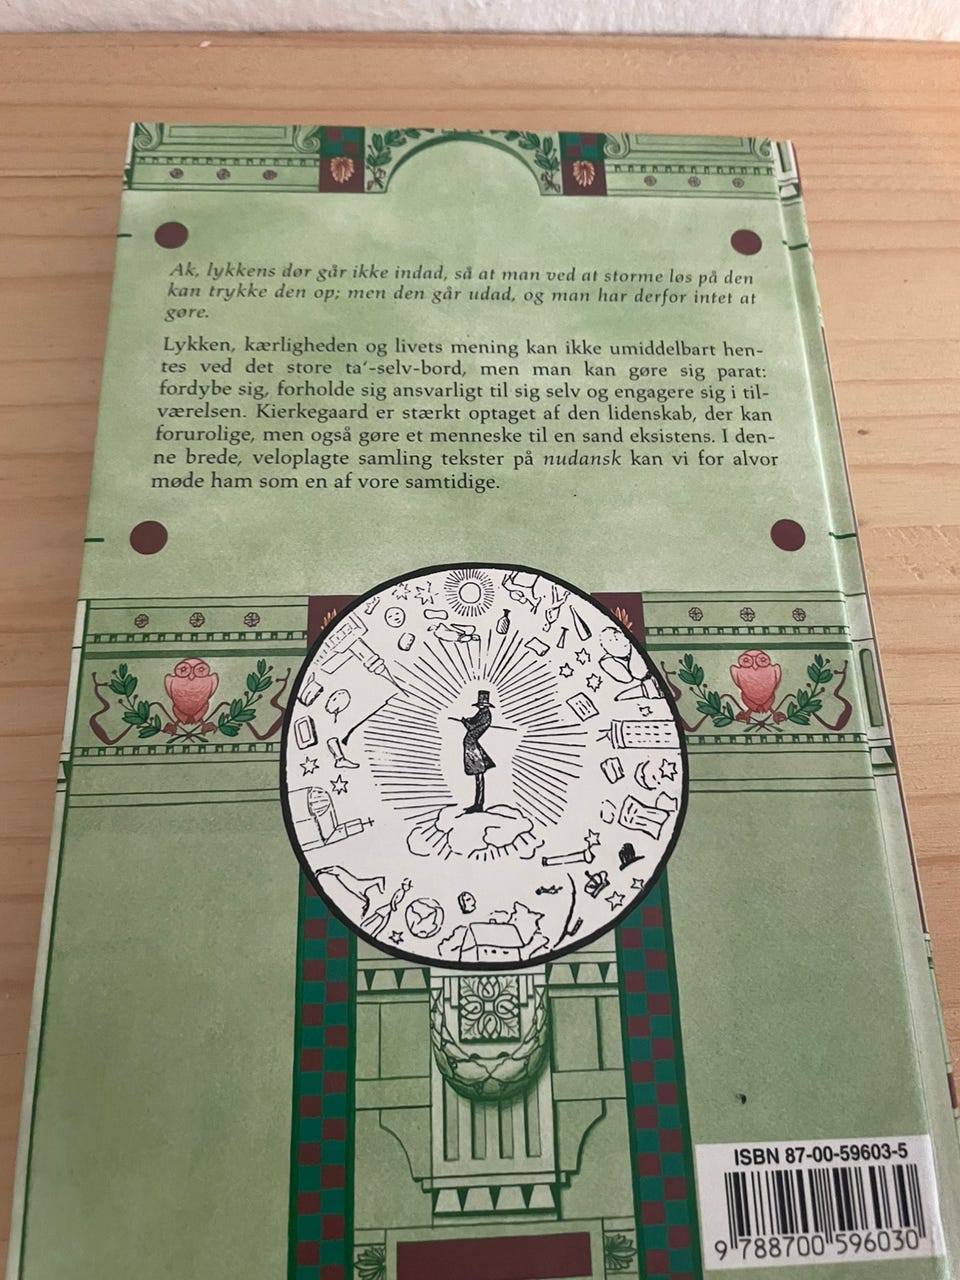 Ak, lykkens dør går ikke indad, så at man ved at storme løs på den
kan trykke den op; men den går udad, og man har derfor intet at
gøre.
Lykken, kærligheden og livets mening kan ikke umiddelbart hen-
tes ved det store ta'-selv-bord, men man kan gøre sig parat:
fordybe sig, forholde sig ansvarligt til sig selv og engagere sig i til-
værelsen. Kierkegaard er stærkt optaget af den lidenskab, der kan
forurolige, men også gøre et menneske til en sand eksistens. I den-
ne brede, veloplagte samling tekster på nudansk kan vi for alvor
møde ham som en af vore samtidige.
ISBN 87-00-59603-5
9 788700 596030